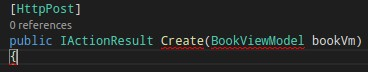 [HttpPost]
0 references
public IActionResult Create(BookViewModel bookVm)
{